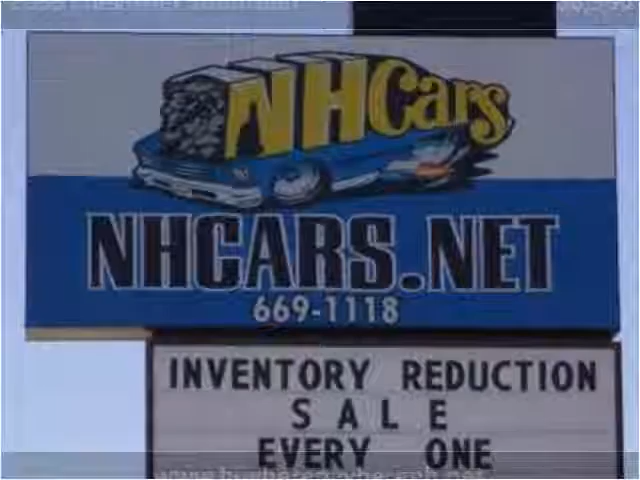 NHCars
NHCARS.NET
669-1118
INVENTORY REDUCTION
SALE
EVERY ONE